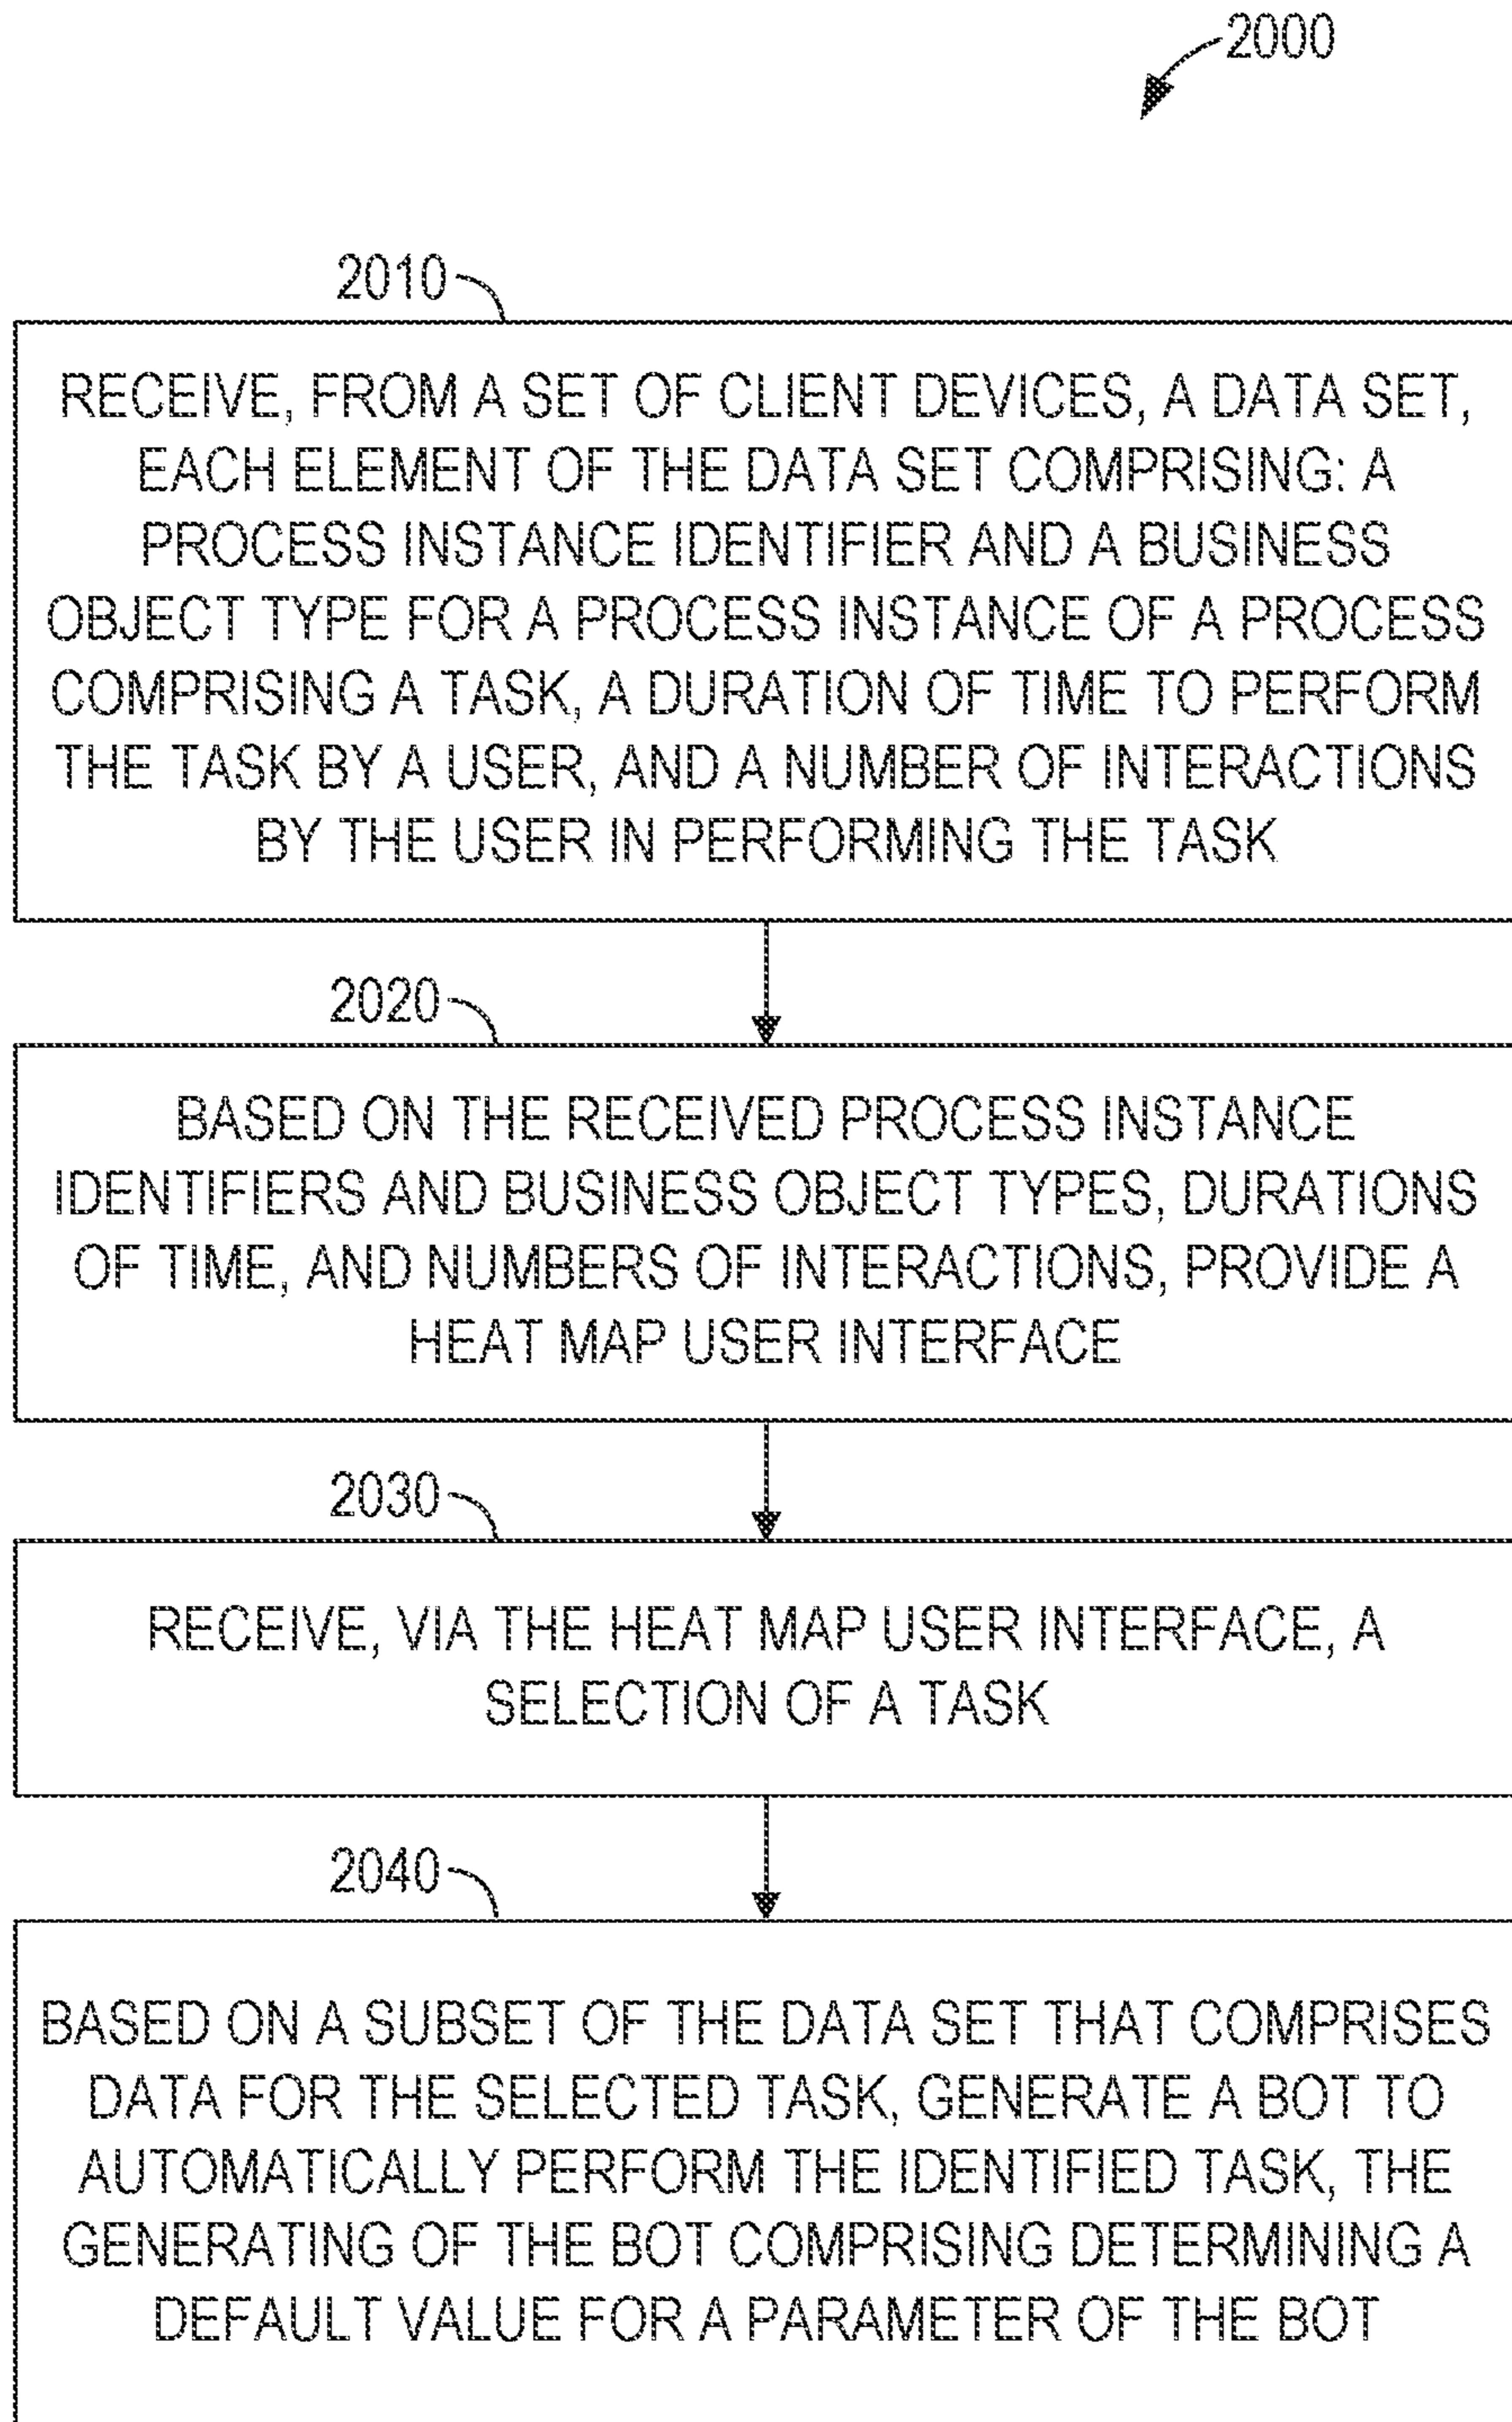 2000
2010
RECEIVE, FROM A SET OF CLIENT DEVICES, A DATA SET,
EACH ELEMENT OF THE DATA SET COMPRISING: A
PROCESS INSTANCE IDENTIFIER AND A BUSINESS
OBJECT TYPE FOR A PROCESS INSTANCE OF A PROCESS
COMPRISING A TASK, A DURATION OF TIME TO PERFORM
THE TASK BY A USER, AND A NUMBER OF INTERACTIONS
BY THE USER IN PERFORMING THE TASK
2020
BASED ON THE RECEIVED PROCESS INSTANCE
IDENTIFIERS AND BUSINESS OBJECT TYPES, DURATIONS
OF TIME, AND NUMBERS OF INTERACTIONS, PROVIDE A
HEAT MAP USER INTERFACE
2030
RECEIVE, VIA THE HEAT MAP USER INTERFACE, A
SELECTION OF A TASK
2040
BASED ON A SUBSET OF THE DATA SET THAT COMPRISES
DATA FOR THE SELECTED TASK, GENERATE A BOT TO
AUTOMATICALLY PERFORM THE IDENTIFIED TASK, THE
GENERATING OF THE BOT COMPRISING DETERMINING A
DEFAULT VALUE FOR A PARAMETER OF THE BOT